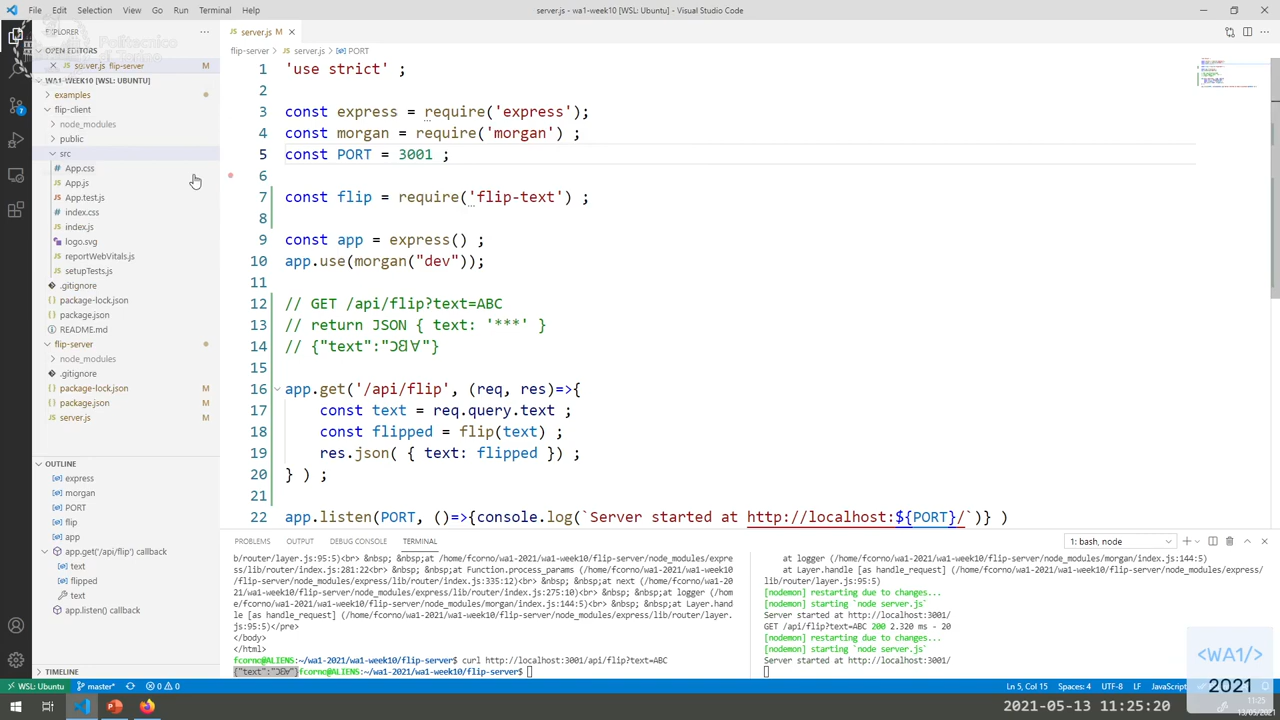 File Edit Selection View Go Run Terminal Help
server.js - wa1-week10 [WSL: Ubuntu] - Visual Studio Code
EXPLORER
Politecnico
di Torino
OPEN EDITORS
server.js flip-server M
WA1-WEEK10 [WSL: UBUNTU]
examples
flip-client
node_modules
public
src
App.css
App.js
App.test.js
index.css
index.js
logo.svg
reportWebVitals.js
setupTests.js
.gitignore
package-lock.json
package.json
README.md
flip-server
node_modules
.gitignore
package-lock.json M
package.json M
server.js M
OUTLINE
express
morgan
PORT
flip
app
app.get('/api/flip') callback
text
flipped
text
app.listen() callback
TIMELINE
server.js M
flip-server > server.js > PORT
1 'use strict' ;
2
3 const express = require('express');
4 const morgan = require('morgan') ;
5 const PORT = 3001 ;
6
7 const flip = require('flip-text') ;
8
9 const app = express() ;
10 app.use(morgan("dev"));
11
12 // GET /api/flip?text=ABC
13 // return JSON { text: '***' }
14 // {"text":"Ɔᗺ∀"}
15
16 app.get('/api/flip', (req, res)=>{
17 const text = req.query.text ;
18 const flipped = flip(text) ;
19 res.json( { text: flipped }) ;
20 } ) ;
21
22 app.listen(PORT, ()=>{console.log(`Server started at http://localhost:${PORT}/`)} )
PROBLEMS OUTPUT DEBUG CONSOLE TERMINAL
1: bash, node
b/router/layer.js:95:5)<br> &nbsp; &nbsp;at /home/fcorno/wa1-2021/wa1-week10/flip-server/node_modules/expre
ss/lib/router/index.js:281:22<br> &nbsp; &nbsp;at Function.process_params (/home/fcorno/wa1-2021/wa1-week10
/flip-server/node_modules/express/lib/router/index.js:335:12)<br> &nbsp; &nbsp;at next (/home/fcorno/wa1-20
21/wa1-week10/flip-server/node_modules/express/lib/router/index.js:275:10)<br> &nbsp; &nbsp;at logger (/hom
e/fcorno/wa1-2021/wa1-week10/flip-server/node_modules/morgan/index.js:144:5)<br> &nbsp; &nbsp;at Layer.hand
le [as handle_request] (/home/fcorno/wa1-2021/wa1-week10/flip-server/node_modules/express/lib/router/layer.
js:95:5)</pre>
</body>
</html>
fcorno@ALIENS:~/wa1-2021/wa1-week10/flip-server$ curl http://localhost:3001/api/flip?text=ABC
{"text":"Ɔᗺ∀"}fcorno@ALIENS:~/wa1-2021/wa1-week10/flip-server$
at logger (/home/fcorno/wa1-2021/wa1-week10/flip-server/node_modules/morgan/index.js:144:5)
at Layer.handle [as handle_request] (/home/fcorno/wa1-2021/wa1-week10/flip-server/node_modules/express/
lib/router/layer.js:95:5)
[nodemon] restarting due to changes...
[nodemon] starting `node server.js`
Server started at http://localhost:3001/
GET /api/flip?text=ABC 200 2.320 ms - 20
[nodemon] restarting due to changes...
[nodemon] starting `node server.js`
Server started at http://localhost:3001/
<WA1/>
2021
WSL: Ubuntu master* 0 0
Ln 5, Col 15 Spaces: 4 UTF-8 LF JavaScript
2021-05-13 11:25:20
11:25
13/05/2021